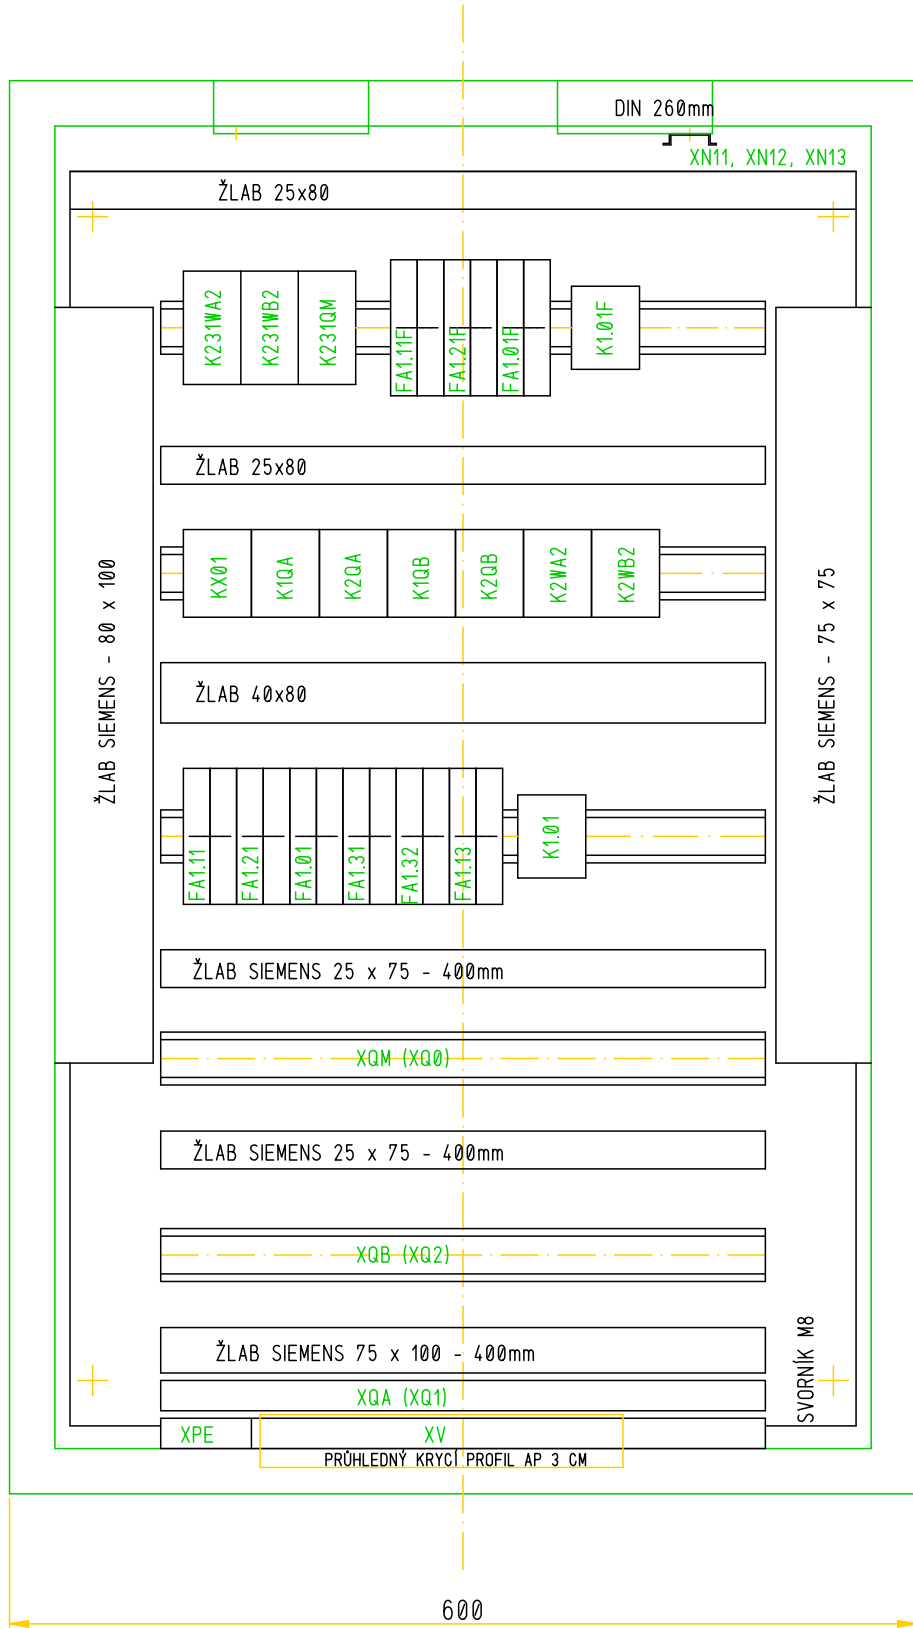 DIN 260mm
XN11, XN12, XN13
ŽLAB 25x80
K231WA2
K231WB2
K231QM
FA1.11F
FA1.21F
FA1.01F
K1.01F
ŽLAB 25x80
ŽLAB SIEMENS - 80 x 100
KX01
K1QA
K2QA
K1QB
K2QB
K2WA2
K2WB2
ŽLAB SIEMENS - 75 x 75
ŽLAB 40x80
FA1.11
FA1.21
FA1.01
FA1.31
FA1.32
FA1.13
K1.01
ŽLAB SIEMENS 25 x 75 - 400mm
XQM (XQ0)
ŽLAB SIEMENS 25 x 75 - 400mm
XQB (XQ2)
ŽLAB SIEMENS 75 x 100 - 400mm
SVORNÍK M8
XQA (XQ1)
XPE
XV
PRŮHLEDNÝ KRYCÍ PROFIL AP 3 CM
600